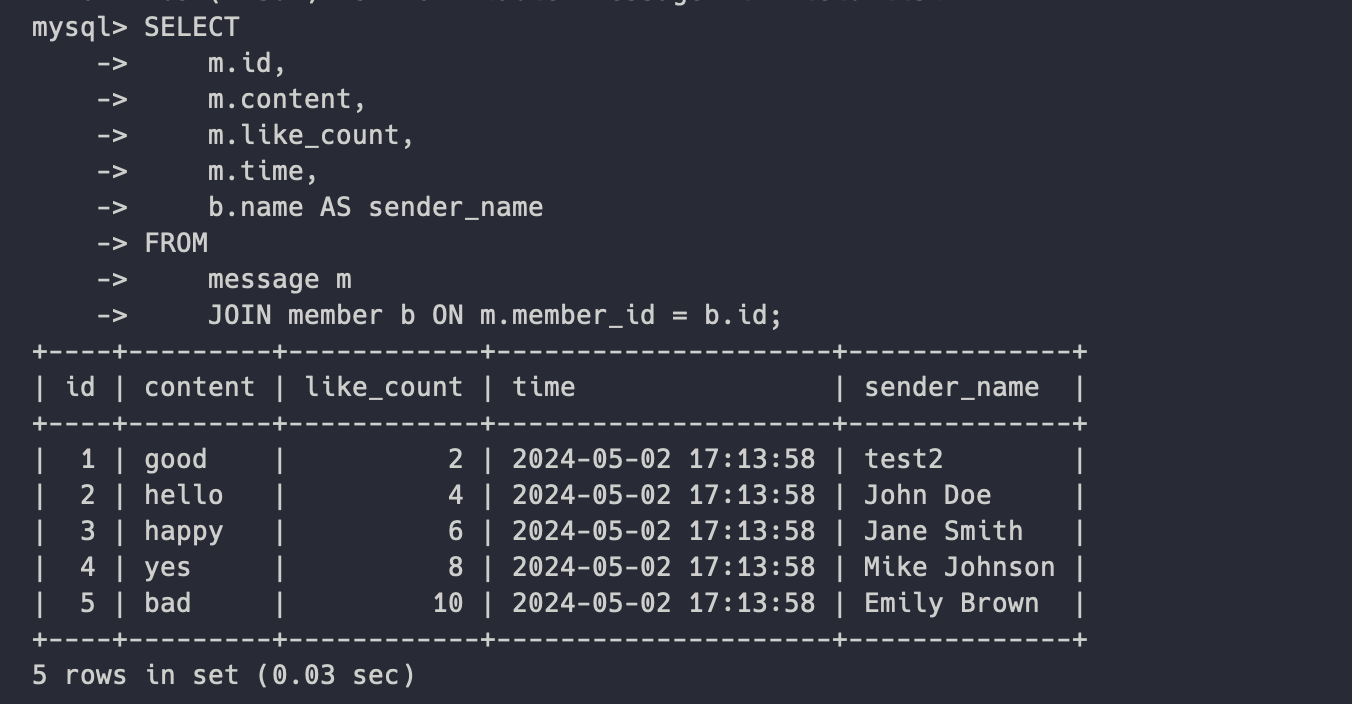 mysql> SELECT
    ->     m.id,
    ->     m.content,
    ->     m.like_count,
    ->     m.time,
    ->     b.name AS sender_name
    -> FROM
    ->     message m
    ->     JOIN member b ON m.member_id = b.id;
+----+---------+------------+---------------------+--------------+
| id | content | like_count | time                | sender_name  |
+----+---------+------------+---------------------+--------------+
|  1 | good    |          2 | 2024-05-02 17:13:58 | test2        |
|  2 | hello   |          4 | 2024-05-02 17:13:58 | John Doe     |
|  3 | happy   |          6 | 2024-05-02 17:13:58 | Jane Smith   |
|  4 | yes     |          8 | 2024-05-02 17:13:58 | Mike Johnson |
|  5 | bad     |         10 | 2024-05-02 17:13:58 | Emily Brown  |
+----+---------+------------+---------------------+--------------+
5 rows in set (0.03 sec)